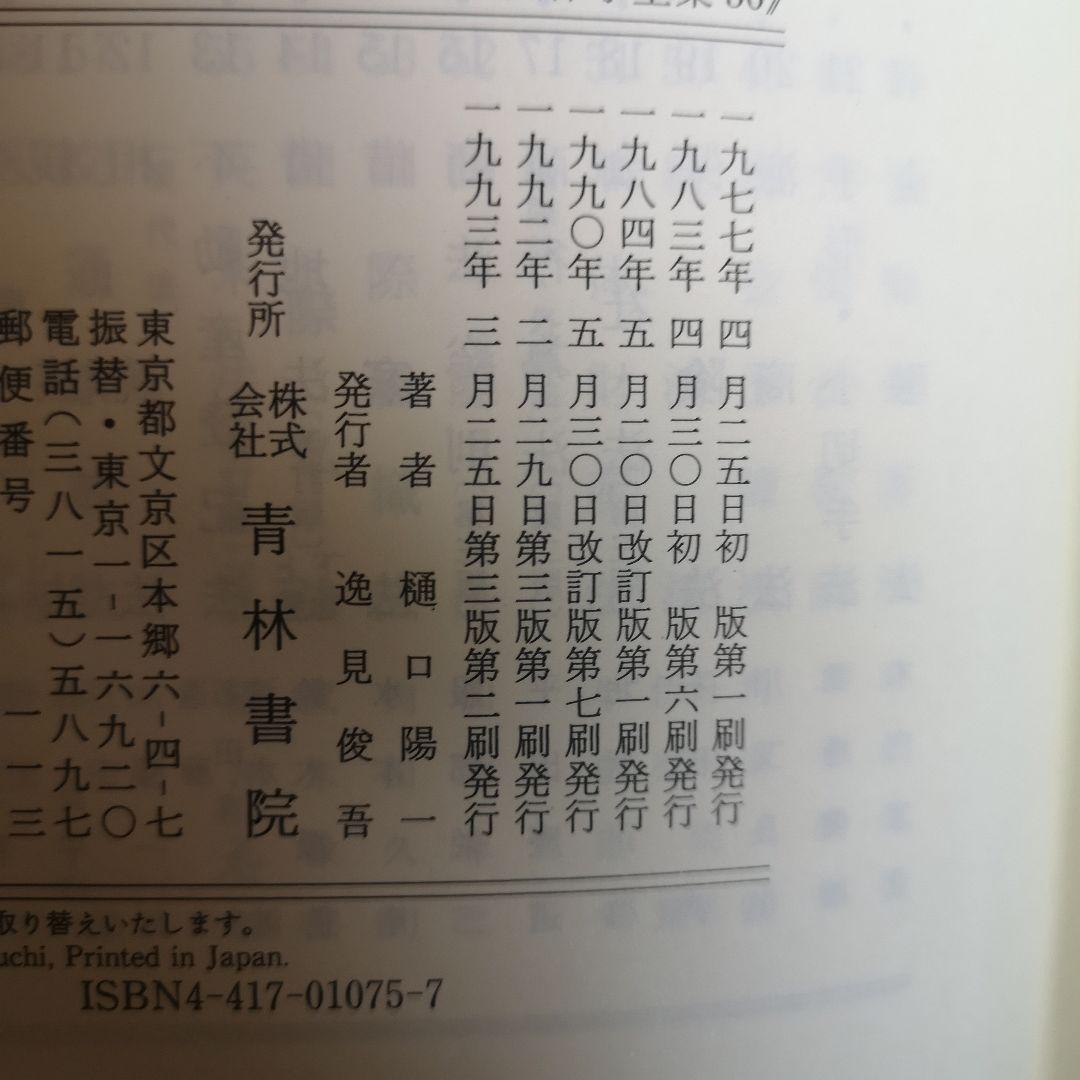 全集 36》
一九七七年 四月二五日初 版第一刷発行
一九八三年 四月三〇日初 版第六刷発行
一九八四年 五月二〇日改訂版第一刷発行
一九九〇年 五月三〇日改訂版第七刷発行
一九九二年 二月二九日第三版第一刷発行
一九九三年 三月二五日第三版第二刷発行
著者 樋口陽一
発行者 逸見俊吾
発行所 株式会社 青林書院
東京都文京区本郷六-四-七
振替・東京一-一六九二〇
電話(三八一五)五八九七
郵便番号 一一三
取り替えいたします。
uchi, Printed in Japan.
ISBN4-417-01075-7